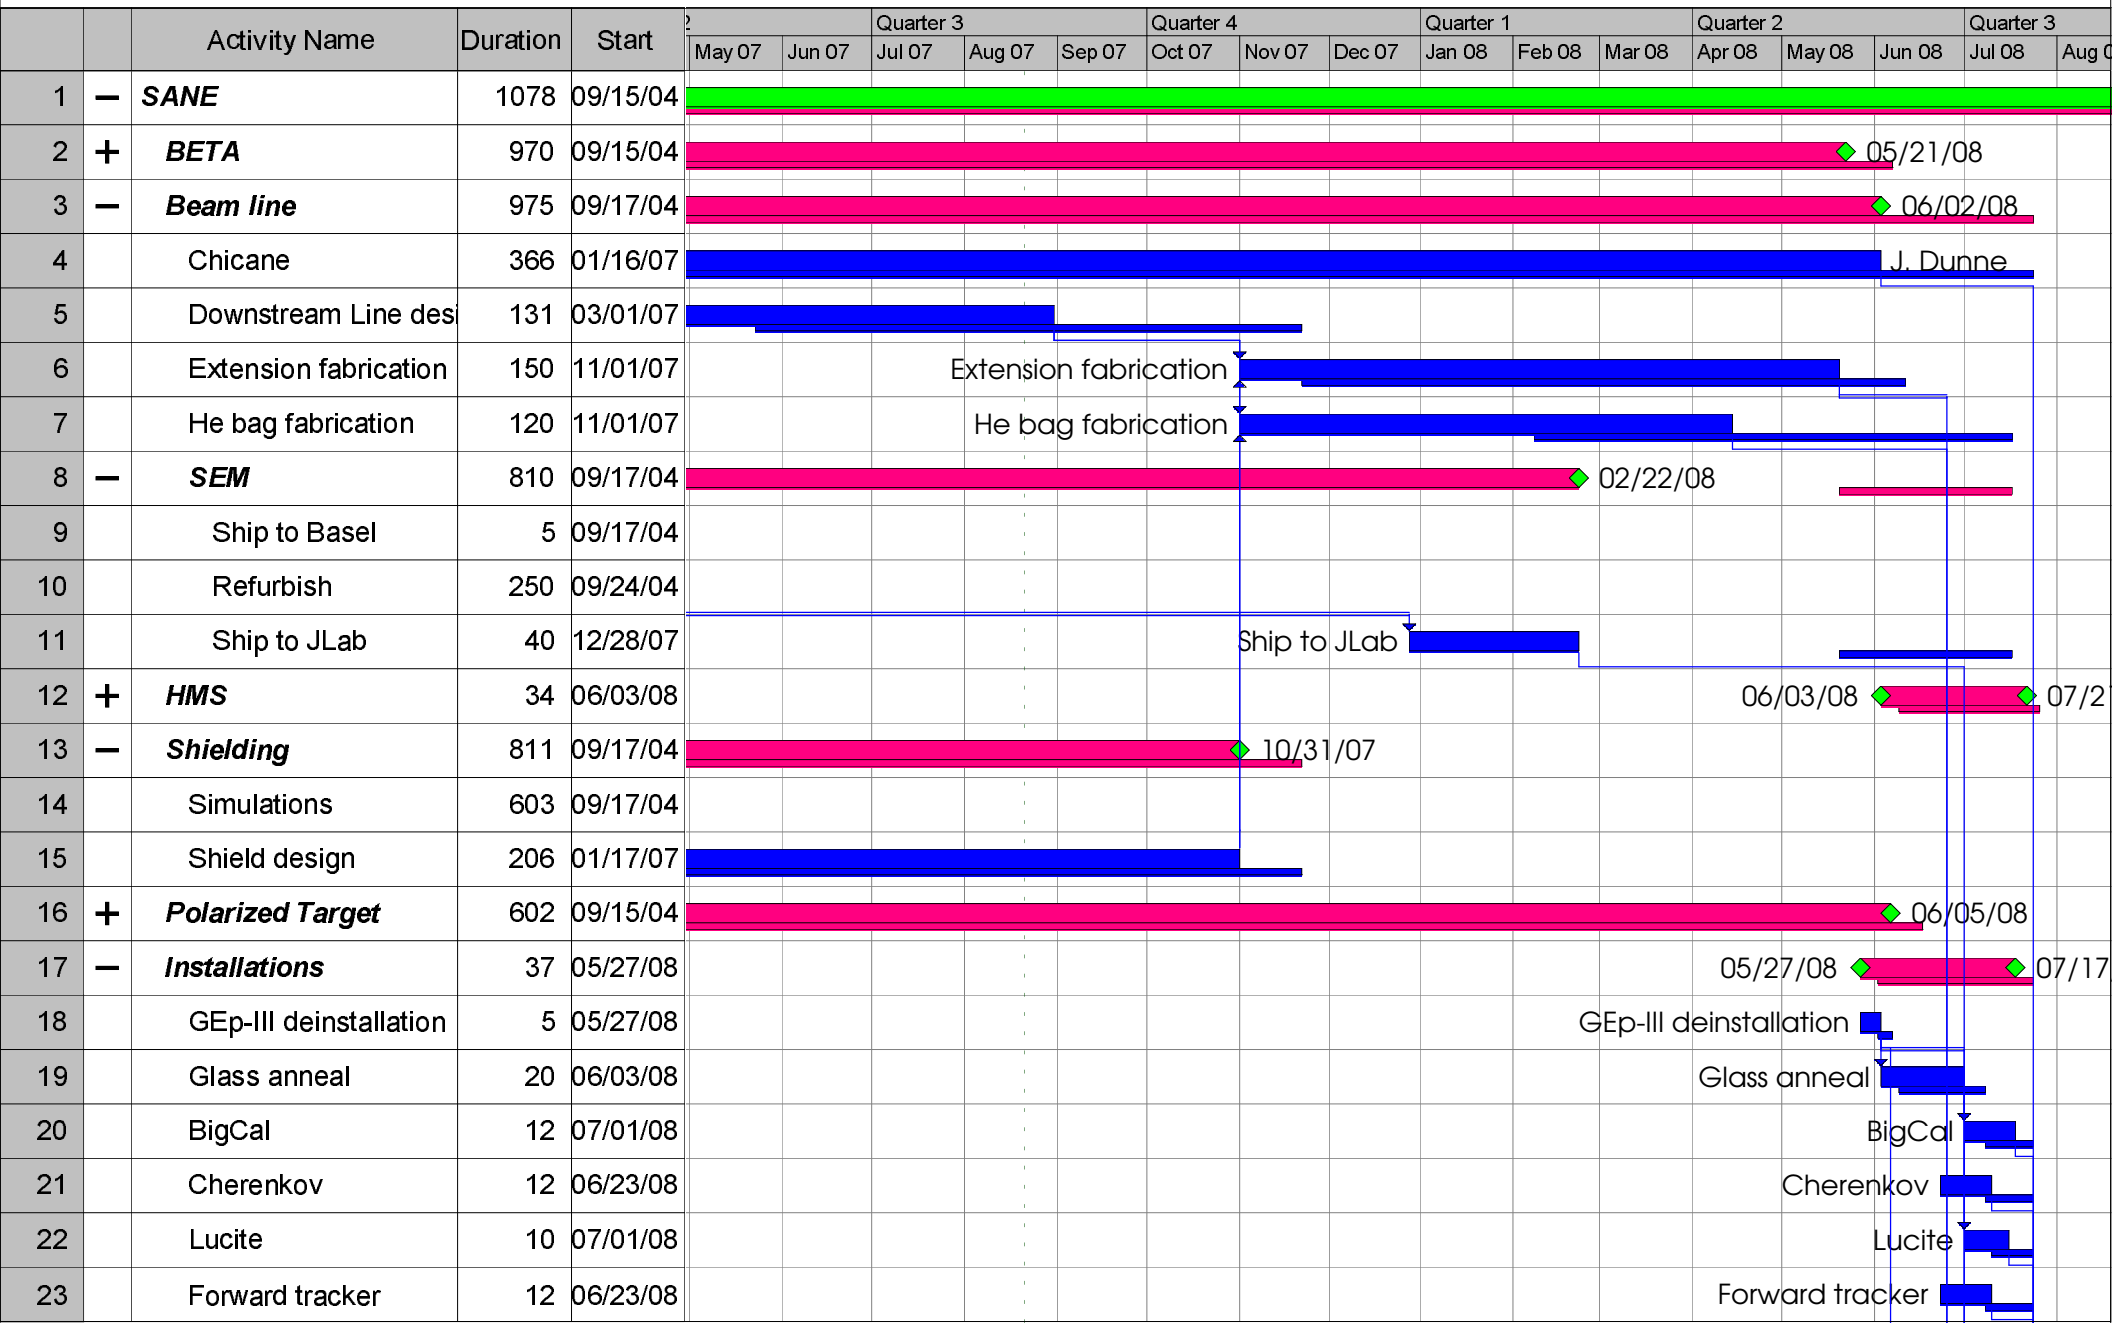 2 Quarter 3 Quarter 4 Quarter 1 Quarter 2 Quarter 3
Activity Name Duration Start
May 07 Jun 07 Jul 07 Aug 07 Sep 07 Oct 07 Nov 07 Dec 07 Jan 08 Feb 08 Mar 08 Apr 08 May 08 Jun 08 Jul 08 Aug 0
1 − SANE 1078 09/15/04
2 + BETA 970 09/15/04 05/21/08
3 − Beam line 975 09/17/04 06/02/08
4 Chicane 366 01/16/07 J. Dunne
5 Downstream Line desi 131 03/01/07
6 Extension fabrication 150 11/01/07 Extension fabrication
7 He bag fabrication 120 11/01/07 He bag fabrication
8 − SEM 810 09/17/04 02/22/08
9 Ship to Basel 5 09/17/04
10 Refurbish 250 09/24/04
11 Ship to JLab 40 12/28/07 Ship to JLab
12 + HMS 34 06/03/08 06/03/08 07/2
13 − Shielding 811 09/17/04 10/31/07
14 Simulations 603 09/17/04
15 Shield design 206 01/17/07
16 + Polarized Target 602 09/15/04 06/05/08
17 − Installations 37 05/27/08 05/27/08 07/17
18 GEp-III deinstallation 5 05/27/08 GEp-III deinstallation
19 Glass anneal 20 06/03/08 Glass anneal
20 BigCal 12 07/01/08 BigCal
21 Cherenkov 12 06/23/08 Cherenkov
22 Lucite 10 07/01/08 Lucite
23 Forward tracker 12 06/23/08 Forward tracker